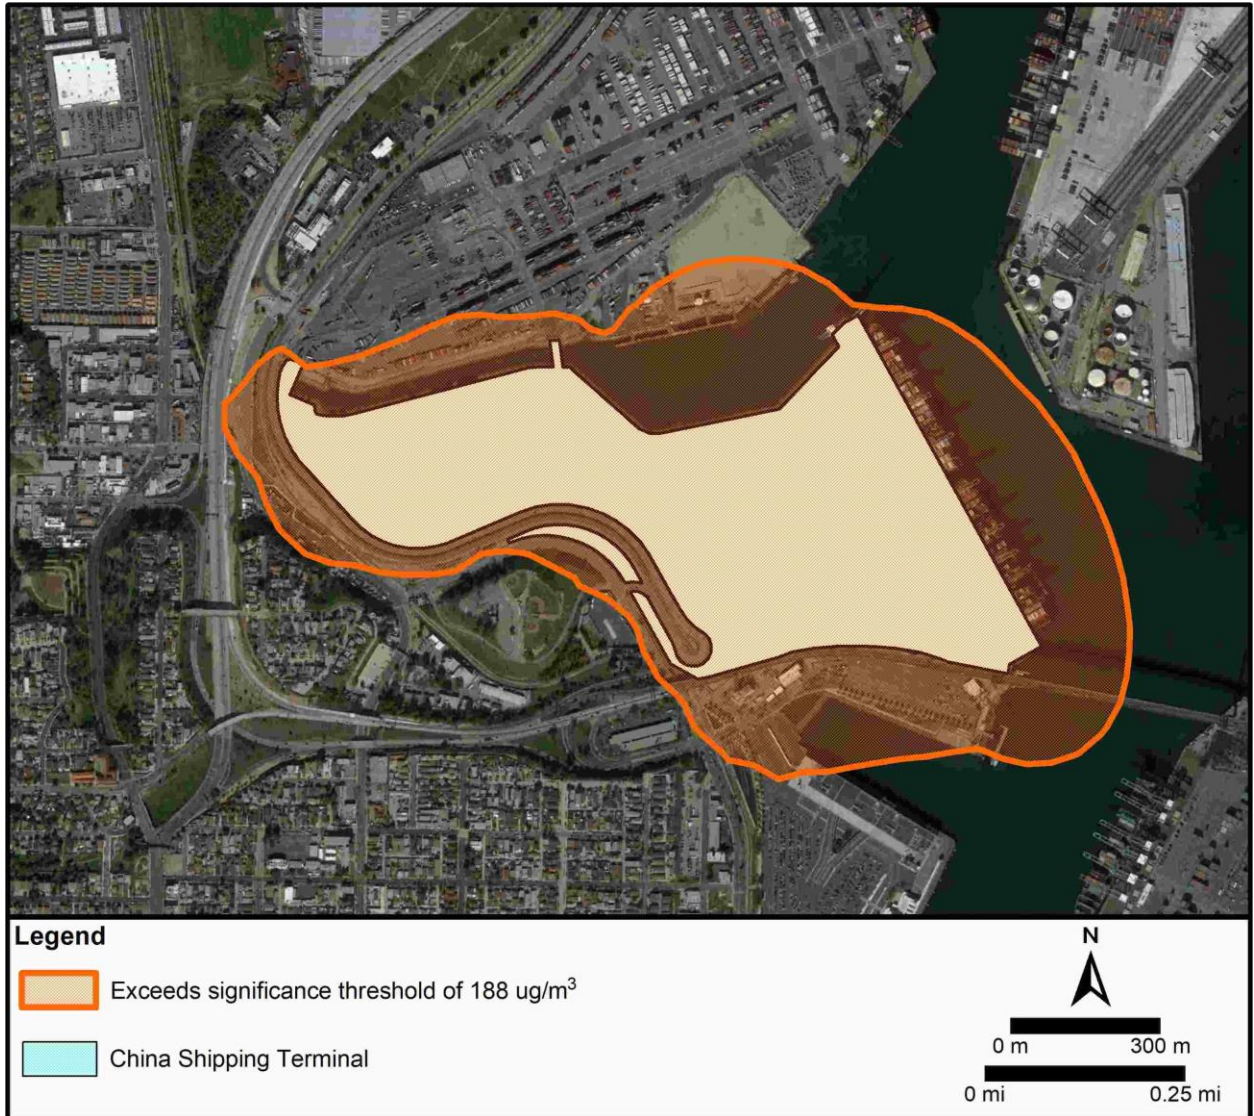 Legend
Exceeds significance threshold of 188 ug/m³
China Shipping Terminal
N
0 m 300 m
0 mi 0.25 mi